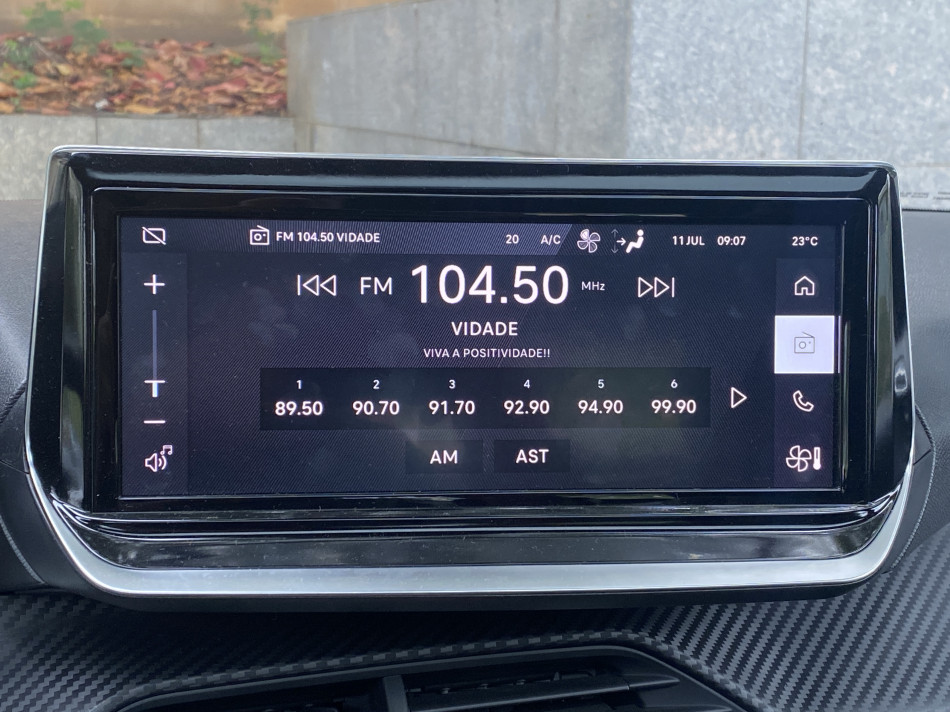 FM 104.50 VIDADE 20 A/C 11 JUL 09:07 23°C
FM 104.50 MHz
VIDADE
VIVA A POSITIVIDADE!!
1 2 3 4 5 6
89.50 90.70 91.70 92.90 94.90 99.90
AM AST